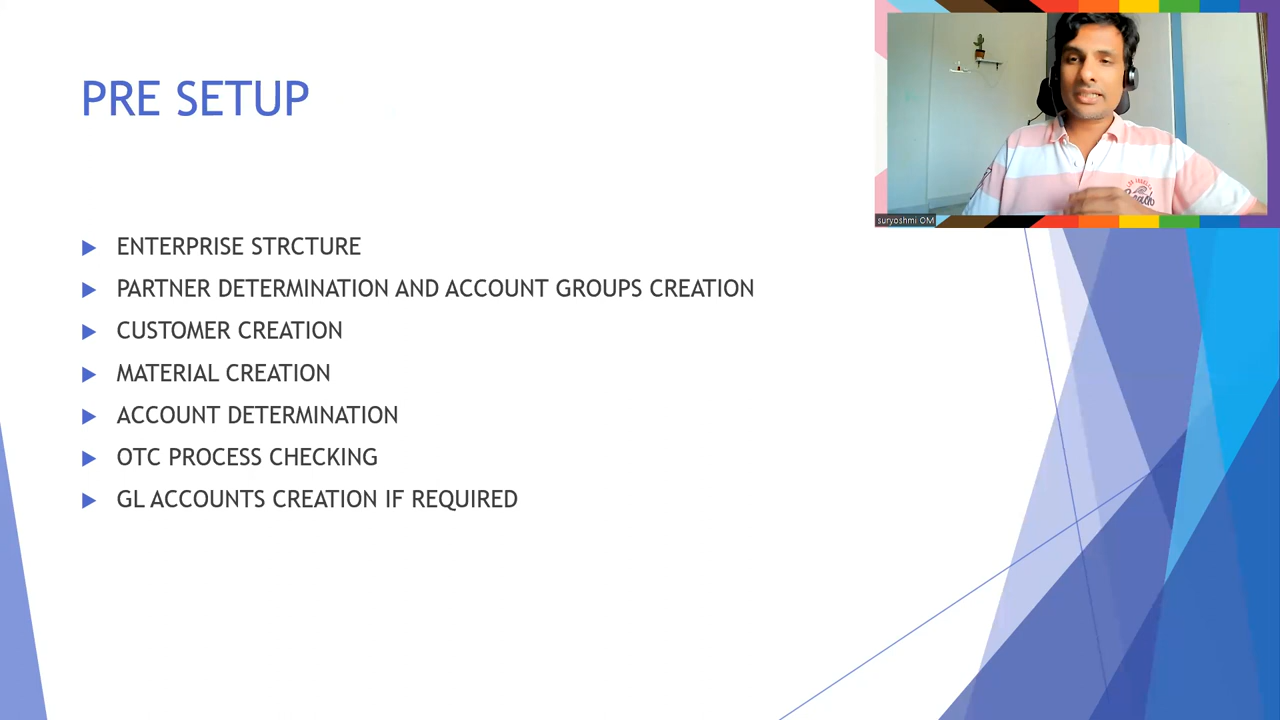 PRE SETUP
ENTERPRISE STRCTURE
PARTNER DETERMINATION AND ACCOUNT GROUPS CREATION
CUSTOMER CREATION
MATERIAL CREATION
ACCOUNT DETERMINATION
OTC PROCESS CHECKING
GL ACCOUNTS CREATION IF REQUIRED
suryoshmi OM